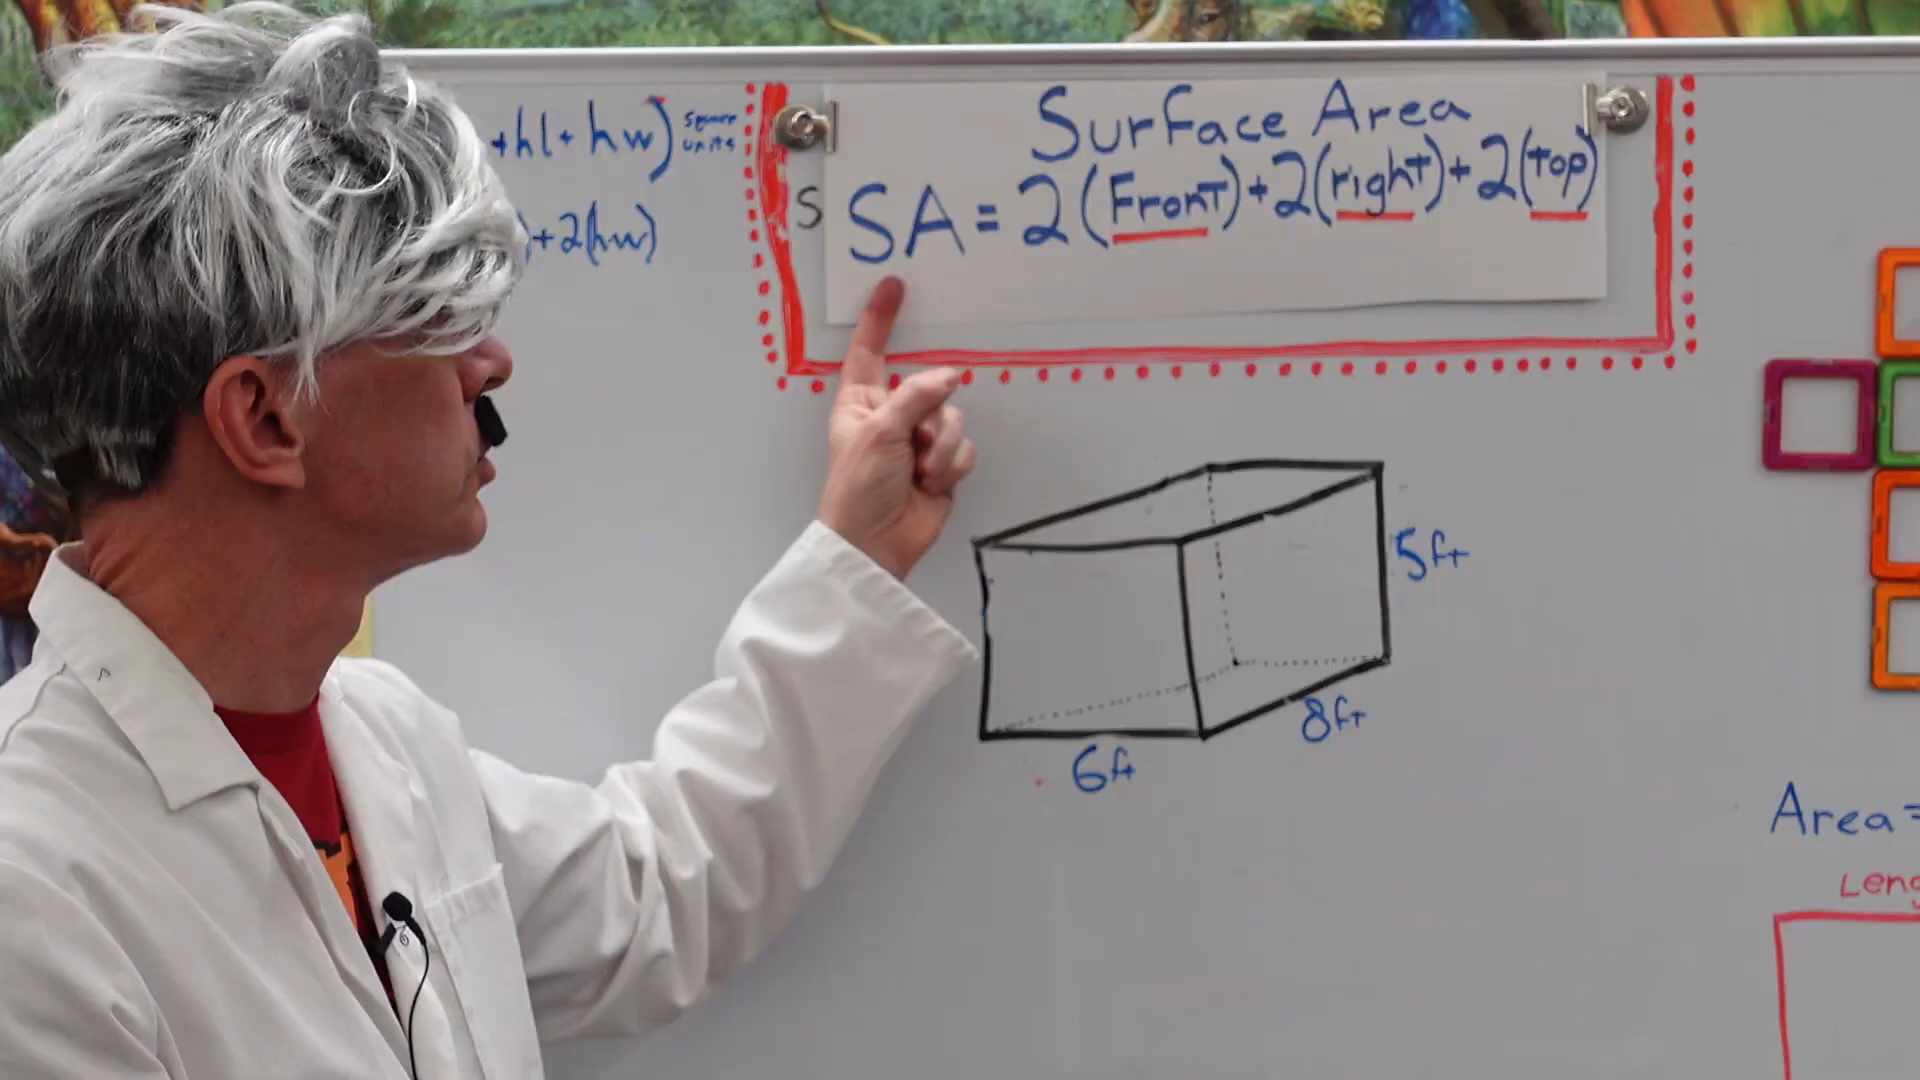 +hl+hw) square units
)+2(hw)
Surface Area
S
SA = 2(Front)+2(right)+2(top)
5ft
8ft
6ft
Area =
Leng